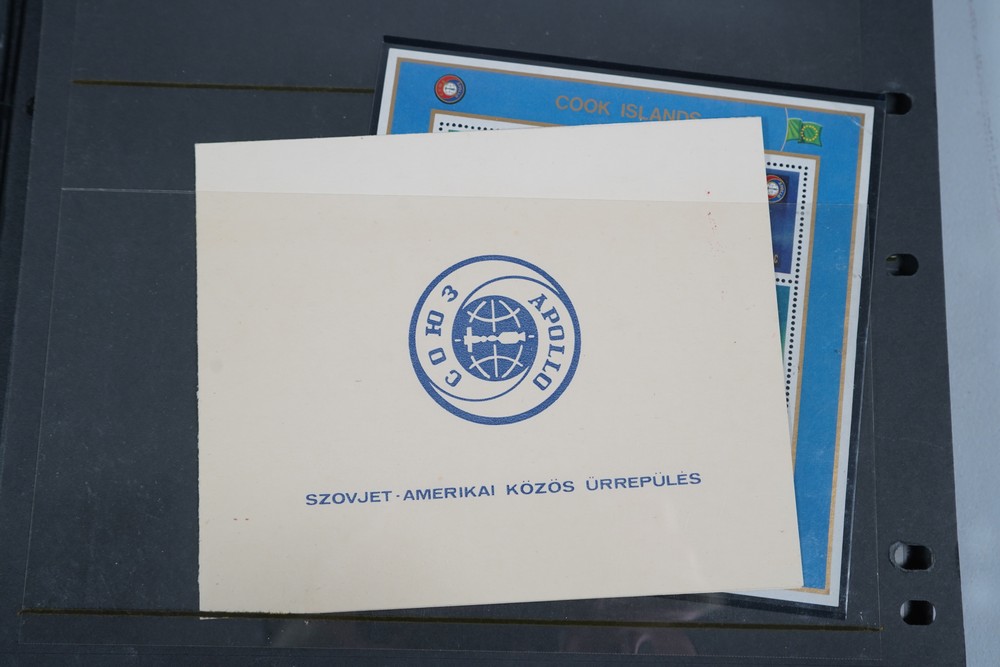 COOK ISLANDS
СОЮЗ
APOLLO
SZOVJET-AMERIKAI KÖZÖS ŰRREPÜLÉS